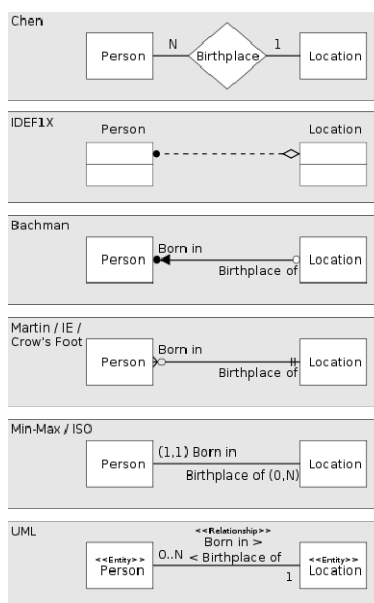 Chen
Person N Birthplace 1 Location
IDEF1X
Person Location
Bachman
Born in
Person Location
Birthplace of
Martin / IE /
Crow's Foot
Born in
Person Location
Birthplace of
Min-Max / ISO
(1,1) Born in
Person Location
Birthplace of (0,N)
UML
<<Relationship>>
Born in >
0..N < Birthplace of
<<Entity>> <<Entity>>
Person 1 Location